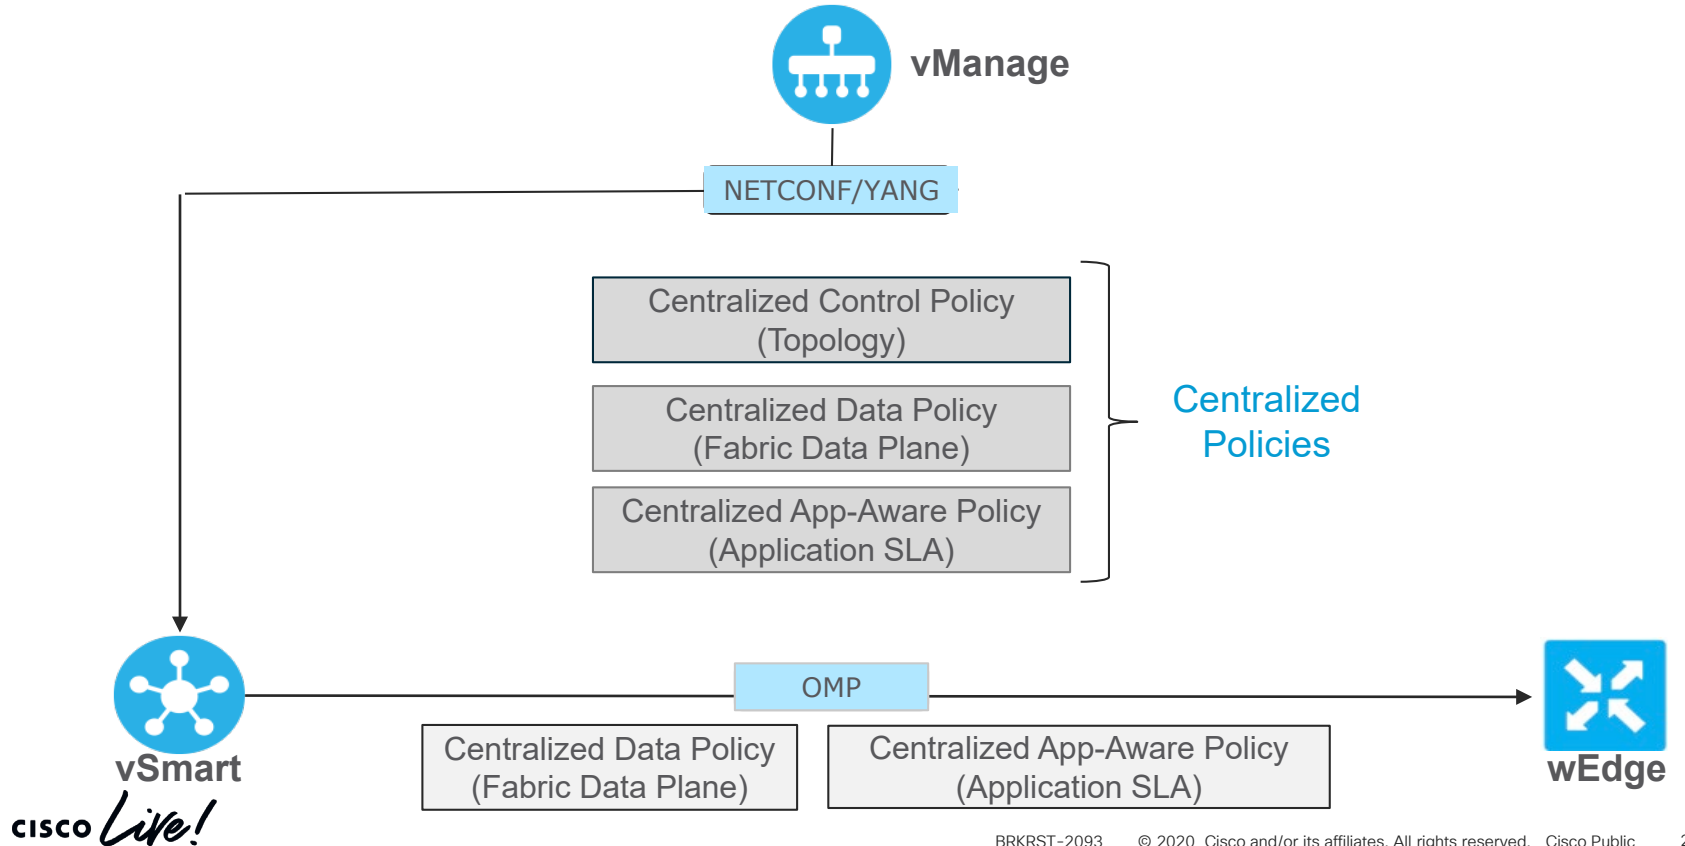 vManage
NETCONF/YANG
Centralized Control Policy
(Topology)
Centralized Data Policy
(Fabric Data Plane)
Centralized App-Aware Policy
(Application SLA)
Centralized
Policies
OMP
Centralized Data Policy
(Fabric Data Plane)
Centralized App-Aware Policy
(Application SLA)
vSmart
wEdge
CISCO Live!
BRKRST-2093 © 2020 Cisco and/or its affiliates. All rights reserved. Cisco Public